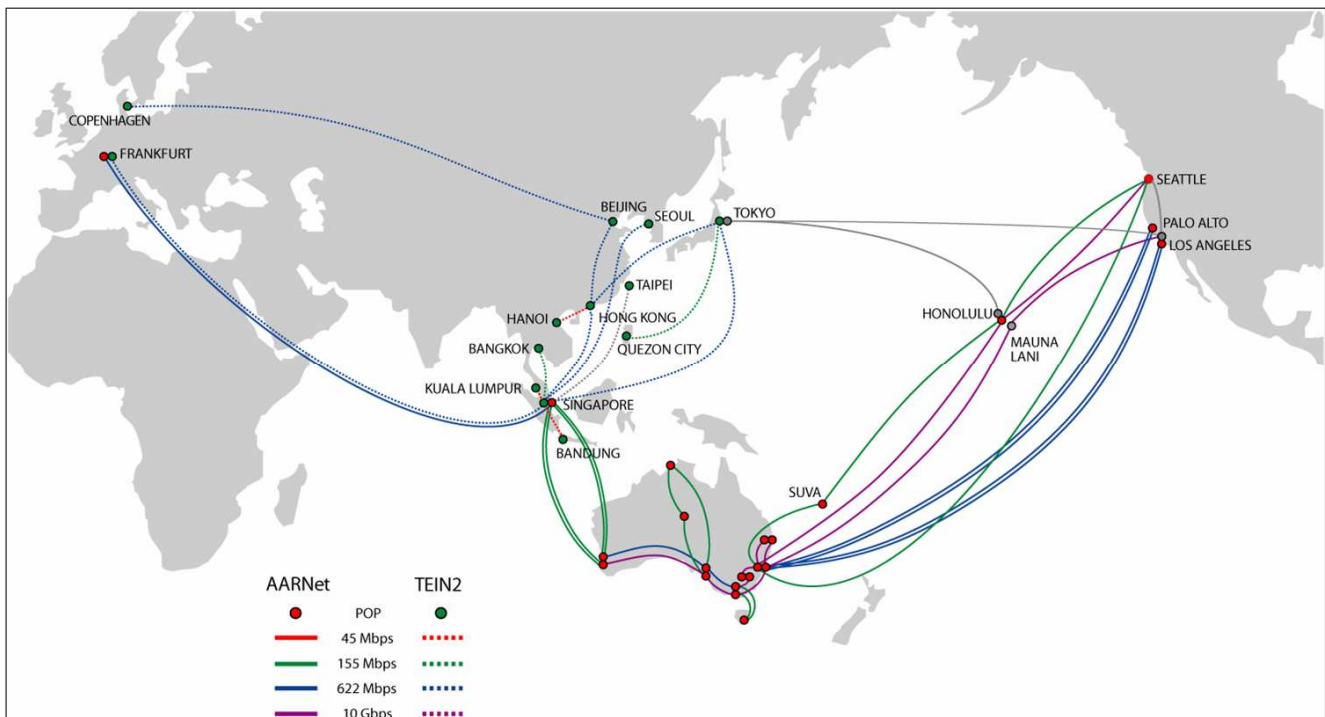 COPENHAGEN
FRANKFURT
BEIJING
SEOUL
TOKYO
SEATTLE
PALO ALTO
LOS ANGELES
TAIPEI
HANOI
HONG KONG
HONOLULU
BANGKOK
QUEZON CITY
MAUNA
LANI
KUALA LUMPUR
SINGAPORE
BANDUNG
SUVA
AARNet TEIN2
POP
45 Mbps
155 Mbps
622 Mbps
10 Gbps